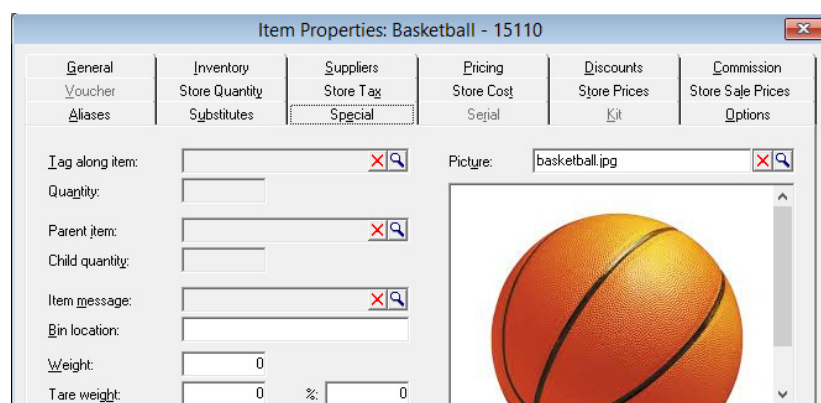 Item Properties: Basketball - 15110
General Inventory Suppliers Pricing Discounts Commission
Voucher Store Quantity Store Tax Store Cost Store Prices Store Sale Prices
Aliases Substitutes Special Serial Kit Options
Tag along item: Picture: basketball.jpg
Quantity:
Parent item:
Child quantity:
Item message:
Bin location:
Weight: 0
Tare weight: 0 %: 0